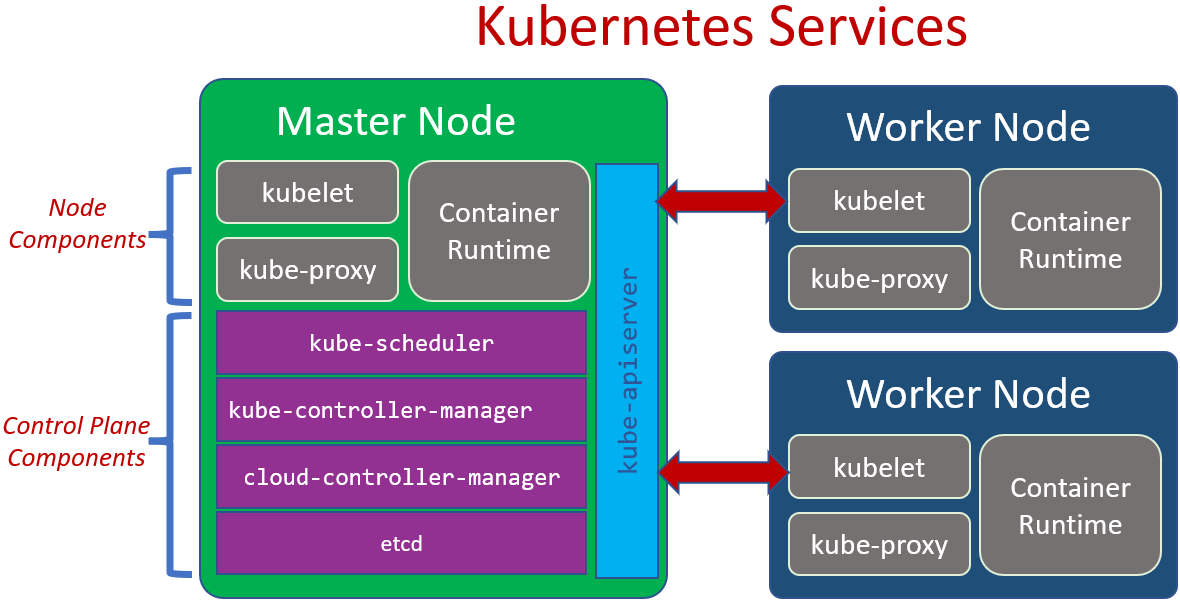 Kubernetes Services
Master Node
Node
Components
kubelet
kube-proxy
Container
Runtime
Control Plane
Components
kube-scheduler
kube-controller-manager
cloud-controller-manager
etcd
kube-apiserver
Worker Node
kubelet
kube-proxy
Container
Runtime
Worker Node
kubelet
kube-proxy
Container
Runtime